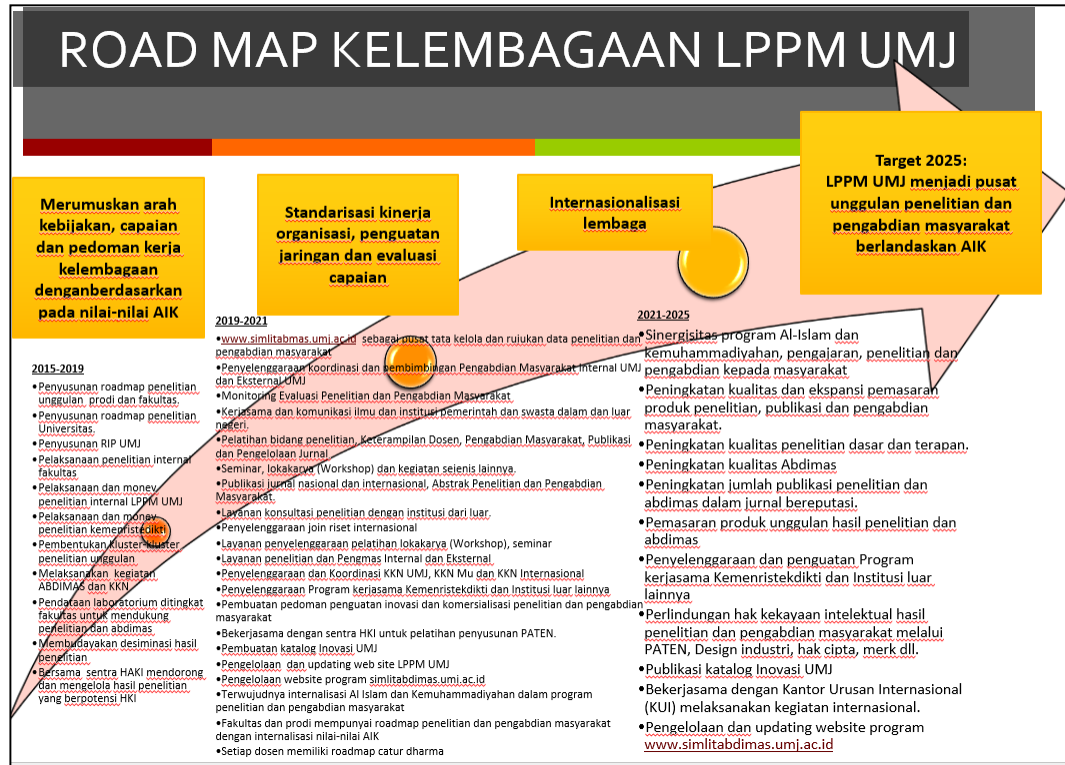 ROAD MAP KELEMBAGAAN LPPM UMJ
Merumuskan arah
kebijakan, capaian
dan pedoman kerja
kelembagaan
denganberdasarkan
pada nilai-nilai AIK
Standarisasi kinerja
organisasi, penguatan
jaringan dan evaluasi
capaian
Internasionalisasi
lembaga
Target 2025:
LPPM UMJ menjadi pusat
unggulan penelitian dan
pengabdian masyarakat
berlandaskan AIK
2015-2019
•Penyusunan roadmap penelitian
unggulan prodi dan fakultas.
•Penyusunan roadmap penelitian
Universitas.
•Penyusunan RIP UMJ
•Pelaksanaan penelitian internal
fakultas
•Pelaksanaan dan monev
penelitian internal LPPM UMJ
•Pelaksanaan dan monev
penelitian kemenristedikti
•Pembentukan Kluster-kluster
penelitian unggulan
•Melaksanakan kegiatan
ABDIMAS dan KKN
•Pendataan laboratorium ditingkat
fakultas untuk mendukung
penelitian dan abdimas
•Membudayakan desiminasi hasil
penelitian
•Bersama sentra HAKI mendorong
dan mengelola hasil penelitian
yang berpotensi HKI
2019-2021
•www.simlitabmas.umj.ac.id sebagai pusat tata kelola dan rujukan data penelitian dan
pengabdian masyarakat
•Penyelenggaraan koordinasi dan pembimbingan Pengabdian Masyarakat Internal UMJ
dan Eksternal UMJ
•Monitoring Evaluasi Penelitian dan Pengabdian Masyarakat
•Kerjasama dan komunikasi ilmu dan institusi pemerintah dan swasta dalam dan luar
negeri.
•Pelatihan bidang penelitian, Keterampilan Dosen, Pengabdian Masyarakat, Publikasi
dan Pengelolaan Jurnal
•Seminar, lokakarya (Workshop) dan kegiatan sejenis lainnya.
•Publikasi jurnal nasional dan internasional, Abstrak Penelitian dan Pengabdian
Masyarakat.
•Layanan konsultasi penelitian dengan institusi dari luar.
•Penyelenggaraan join riset internasional
•Layanan penyelenggaraan pelatihan lokakarya (Workshop), seminar
•Layanan penelitian dan Pengmas Internal dan Eksternal
•Penyelenggaraan dan Koordinasi KKN UMJ, KKN Mu dan KKN Internasional
•Penyelenggaraan Program kerjasama Kemenristekdikti dan Institusi luar lainnya
•Pembuatan pedoman penguatan inovasi dan komersialisasi penelitian dan pengabdian
masyarakat
•Bekerjasama dengan sentra HKI untuk pelatihan penyusunan PATEN.
•Pembuatan katalog Inovasi UMJ
•Pengelolaan dan updating web site LPPM UMJ
•Pengelolaan website program simlitabdimas.umj.ac.id
•Terwujudnya internalisasi Al Islam dan Kemuhammadiyahan dalam program
penelitian dan pengabdian masyarakat
•Fakultas dan prodi mempunyai roadmap penelitian dan pengabdian masyarakat
dengan internalisasi nilai-nilai AIK
•Setiap dosen memiliki roadmap catur dharma
2021-2025
•Sinergisitas program Al-Islam dan
kemuhammadiyahan, pengajaran, penelitian dan
pengabdian kepada masyarakat
•Peningkatan kualitas dan ekspansi pemasaran
produk penelitian, publikasi dan pengabdian
masyarakat.
•Peningkatan kualitas penelitian dasar dan terapan.
•Peningkatan kualitas Abdimas
•Peningkatan jumlah publikasi penelitian dan
abdimas dalam jurnal bereputasi.
•Pemasaran produk unggulan hasil penelitian dan
abdimas
•Penyelenggaraan dan penguatan Program
kerjasama Kemenristekdikti dan Institusi luar
lainnya
•Perlindungan hak kekayaan intelektual hasil
penelitian dan pengabdian masyarakat melalui
PATEN, Design industri, hak cipta, merk dll.
•Publikasi katalog Inovasi UMJ
•Bekerjasama dengan Kantor Urusan Internasional
(KUI) melaksanakan kegiatan internasional.
•Pengelolaan dan updating website program
www.simlitabdimas.umj.ac.id